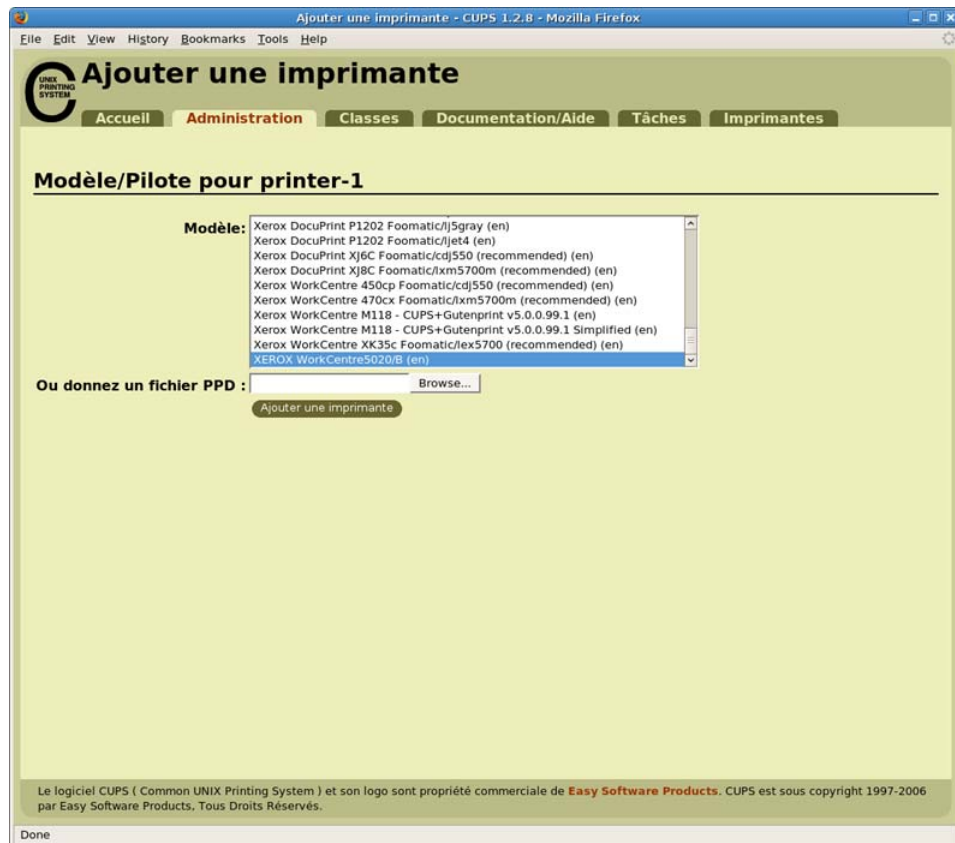 Ajouter une imprimante - CUPS 1.2.8 - Mozilla Firefox
File Edit View History Bookmarks Tools Help
UNIX
PRINTING
SYSTEM
Ajouter une imprimante
Accueil Administration Classes Documentation/Aide Tâches Imprimantes
Modèle/Pilote pour printer-1
Modèle:
Xerox DocuPrint P1202 Foomatic/lj5gray (en)
Xerox DocuPrint P1202 Foomatic/ljet4 (en)
Xerox DocuPrint XJ6C Foomatic/cdj550 (recommended) (en)
Xerox DocuPrint XJ8C Foomatic/lxm5700m (recommended) (en)
Xerox WorkCentre 450cp Foomatic/cdj550 (recommended) (en)
Xerox WorkCentre 470cx Foomatic/lxm5700m (recommended) (en)
Xerox WorkCentre M118 - CUPS+Gutenprint v5.0.0.99.1 (en)
Xerox WorkCentre M118 - CUPS+Gutenprint v5.0.0.99.1 Simplified (en)
Xerox WorkCentre XK35c Foomatic/lex5700 (recommended) (en)
XEROX WorkCentre5020/B (en)
Ou donnez un fichier PPD : Browse...
Ajouter une imprimante
Le logiciel CUPS ( Common UNIX Printing System ) et son logo sont propriété commerciale de Easy Software Products. CUPS est sous copyright 1997-2006
par Easy Software Products, Tous Droits Réservés.
Done